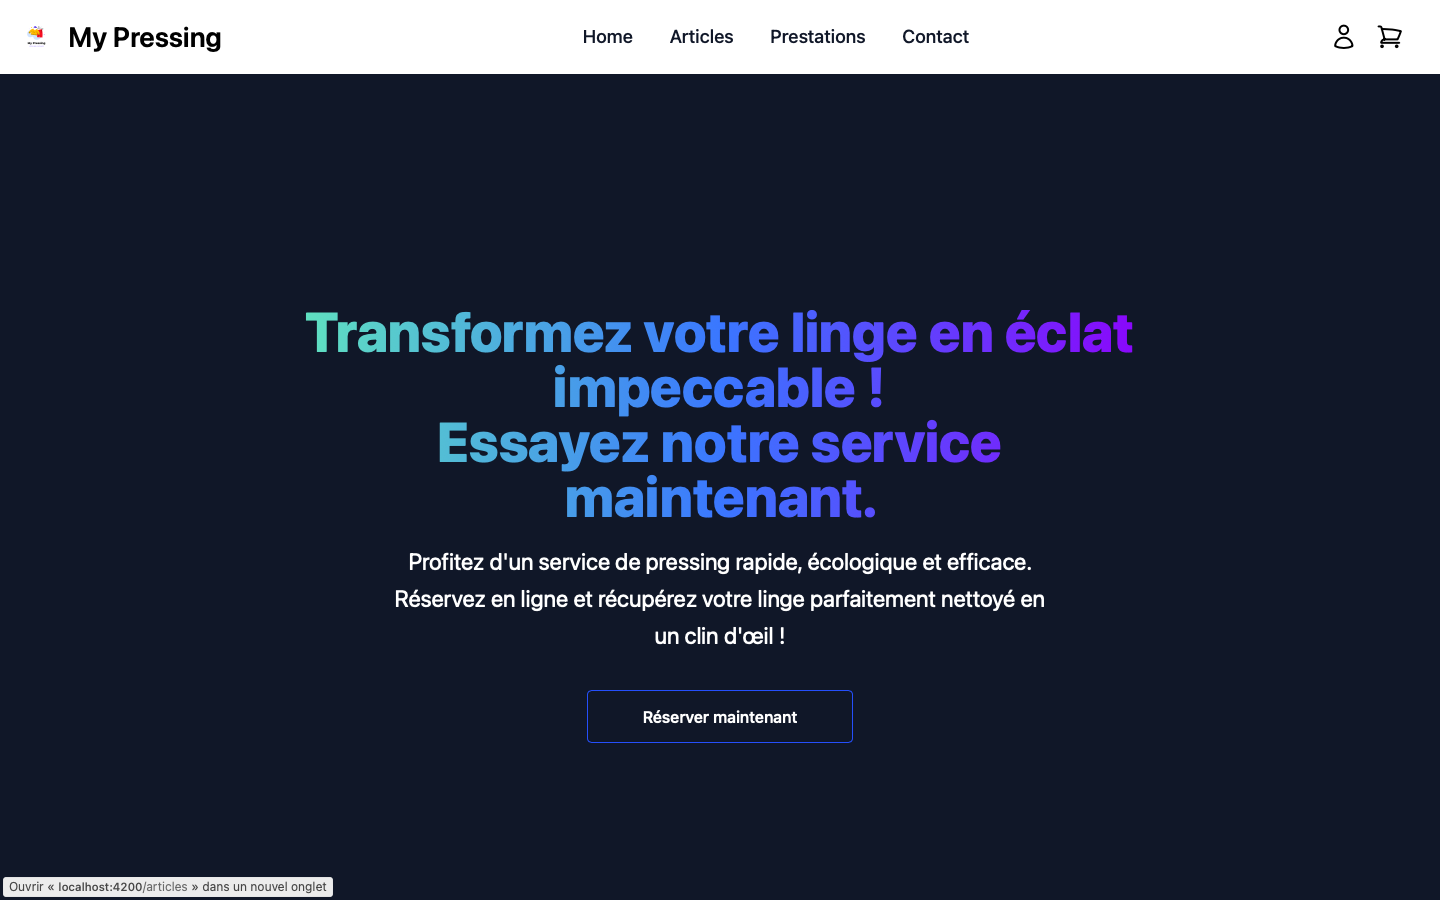 My Pressing
My Pressing
Home
Articles
Prestations
Contact
Transformez votre linge en éclat
impeccable !
Essayez notre service
maintenant.
Profitez d'un service de pressing rapide, écologique et efficace.
Réservez en ligne et récupérez votre linge parfaitement nettoyé en
un clin d'œil !
Réserver maintenant
Ouvrir « localhost:4200/articles » dans un nouvel onglet